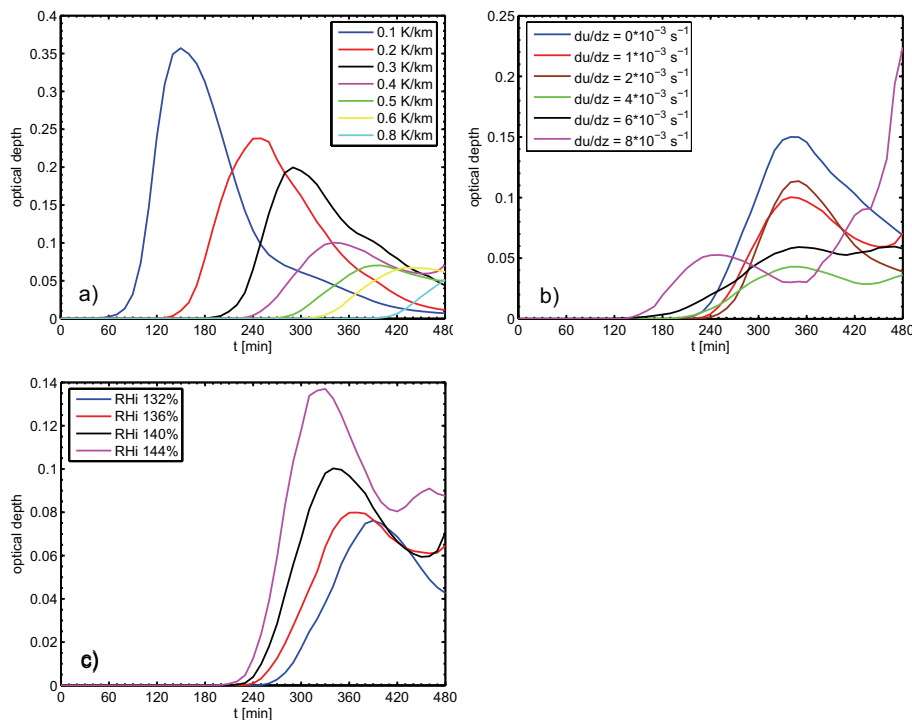 0.4
0.35
0.3
0.25
0.2
0.15
0.1
0.05
0
optical depth
0 60 120 180 240 300 360 420 480
t [min]
a)
0.1 K/km
0.2 K/km
0.3 K/km
0.4 K/km
0.5 K/km
0.6 K/km
0.8 K/km
0.25
0.2
0.15
0.1
0.05
0
optical depth
0 60 120 180 240 300 360 420 480
t [min]
b)
du/dz = 0*10⁻³ s⁻¹
du/dz = 1*10⁻³ s⁻¹
du/dz = 2*10⁻³ s⁻¹
du/dz = 4*10⁻³ s⁻¹
du/dz = 6*10⁻³ s⁻¹
du/dz = 8*10⁻³ s⁻¹
0.14
0.12
0.1
0.08
0.06
0.04
0.02
0
optical depth
0 60 120 180 240 300 360 420 480
t [min]
c)
RHi 132%
RHi 136%
RHi 140%
RHi 144%